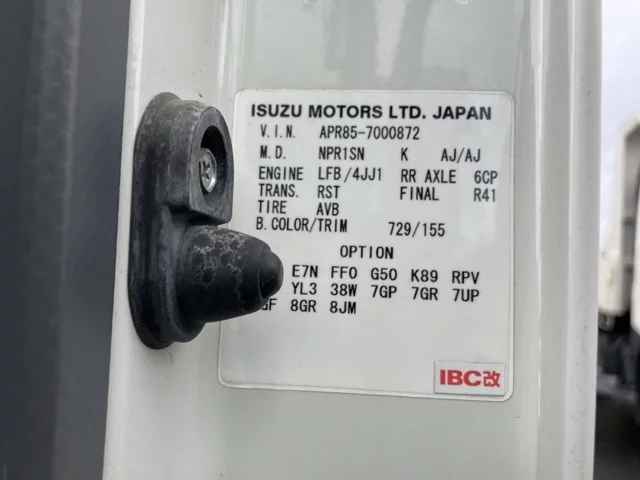 ISUZU MOTORS LTD. JAPAN
V.I.N. APR85-7000872
M.D. NPR1SN K AJ/AJ
ENGINE LFB/4JJ1 RR AXLE 6CP
TRANS. RST FINAL R41
TIRE AVB
B.COLOR/TRIM 729/155
OPTION
E7N FF0 G50 K89 RPV
YL3 38W 7GP 7GR 7UP
8GR 8JM
IBC改